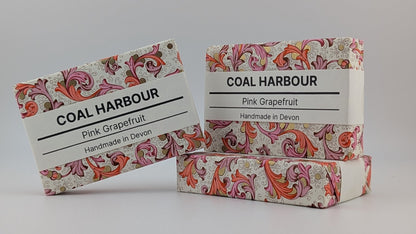 COAL HARBOUR
Pink Grapefruit
Handmade in Devon
COAL HARBOUR
Pink Grapefruit
Handmade in Devon